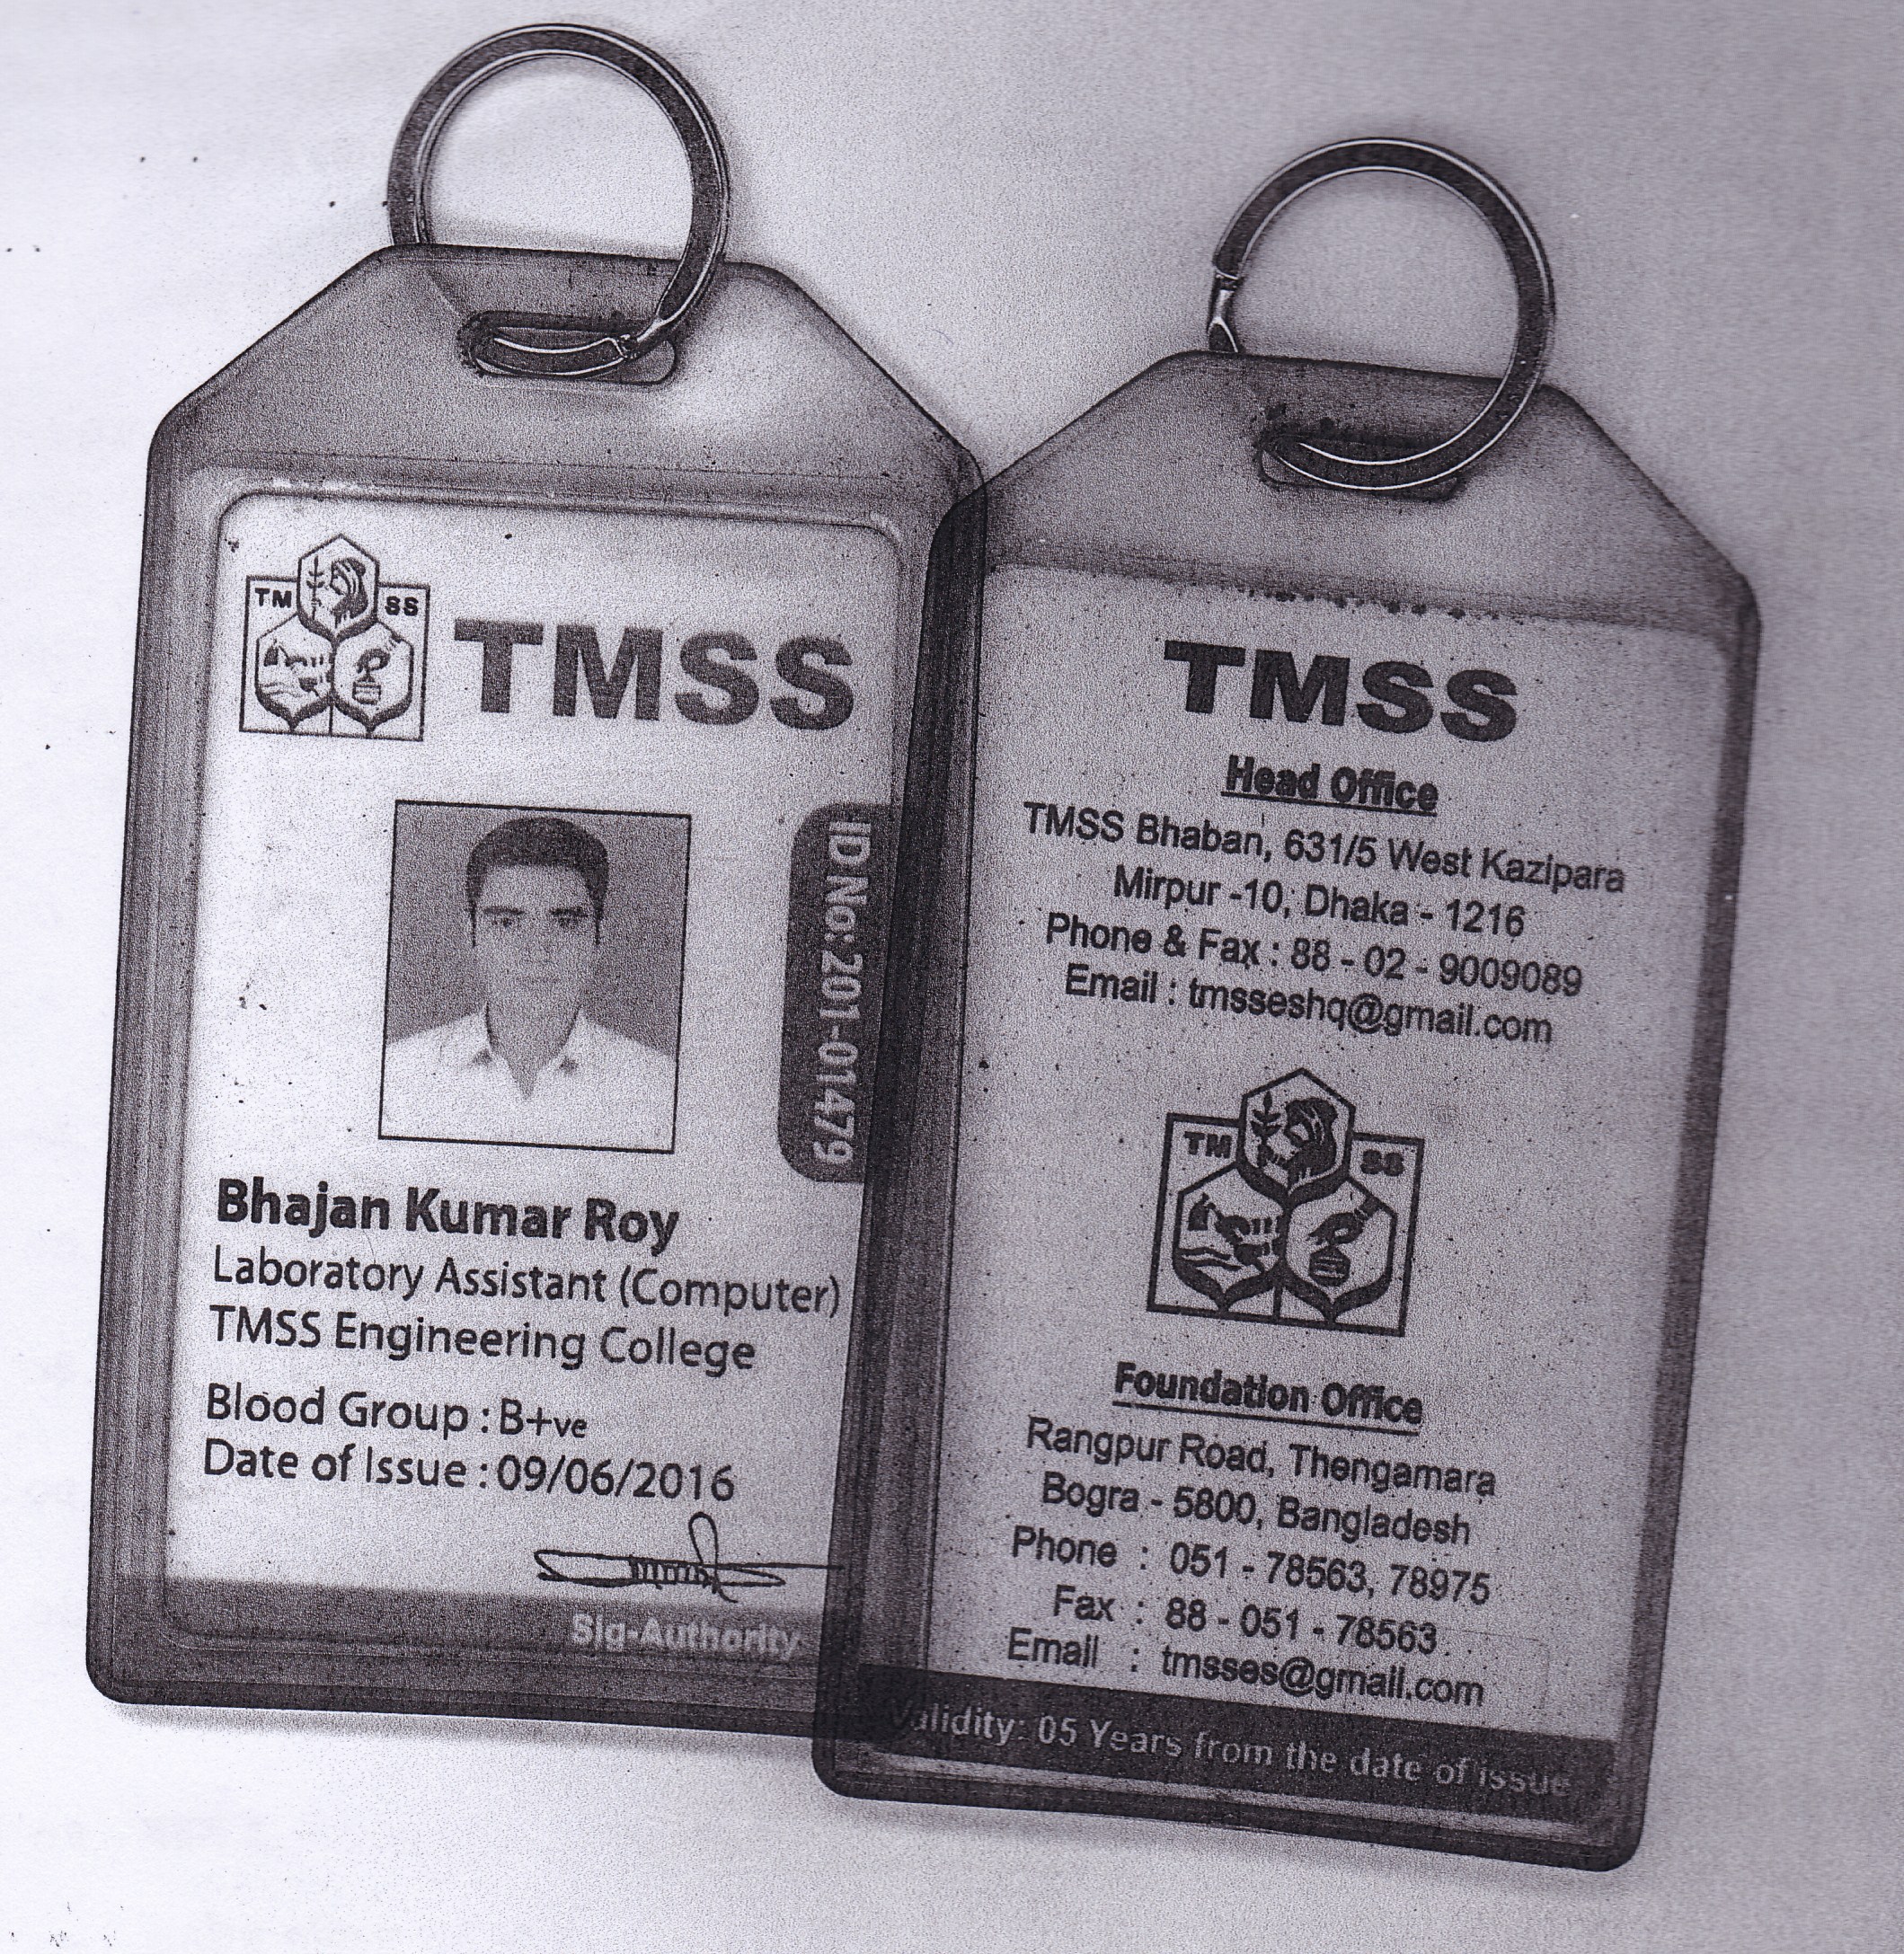 TM SS
TMSS
ID No: 201-01479
Bhajan Kumar Roy
Laboratory Assistant (Computer)
TMSS Engineering College
Blood Group : B+ve
Date of Issue : 09/06/2016
Sig-Authority
TMSS
Head Office
TMSS Bhaban, 631/5 West Kazipara
Mirpur -10, Dhaka - 1216
Phone & Fax : 88 - 02 - 9009089
Email : tmsseshq@gmail.com
TM SS
Foundation Office
Rangpur Road, Thengamara
Bogra - 5800, Bangladesh
Phone : 051 - 78563, 78975
Fax : 88 - 051 - 78563
Email : tmsses@gmail.com
Validity: 05 Years from the date of issue